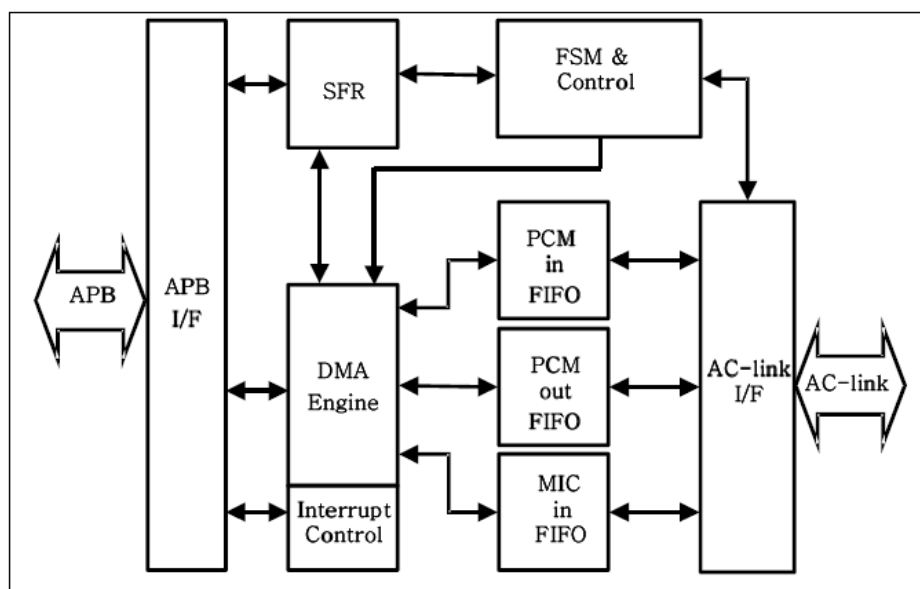 APB
APB
I/F
SFR
FSM &
Control
DMA
Engine
Interrupt
Control
PCM
in
FIFO
PCM
out
FIFO
MIC
in
FIFO
AC-link
I/F
AC-link